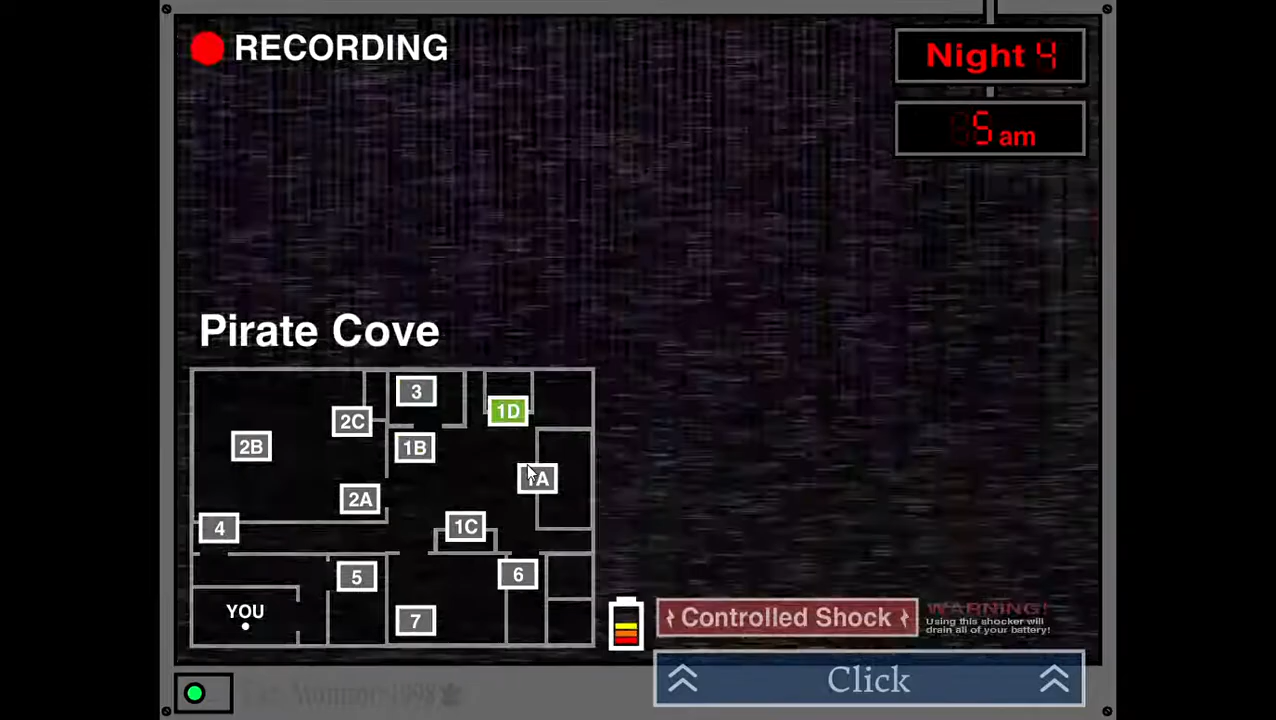 RECORDING
Night 4
5 am
Pirate Cove
3
1D
2C
2B
1B
1A
2A
1C
4
5
6
YOU
7
Controlled Shock
WARNING!
Using this shocker will
drain all of your battery!
Click